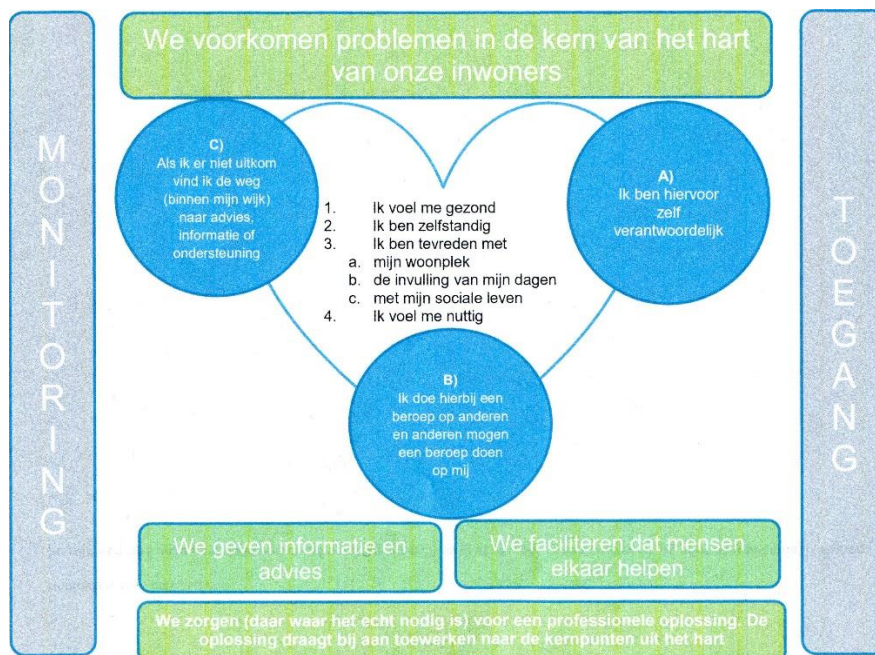 We voorkomen problemen in de kern van het hart
van onze inwoners
MONITORING
C)
Als ik er niet uitkom
vind ik de weg
(binnen mijn wijk)
naar advies,
informatie of
ondersteuning
A)
Ik ben hiervoor
zelf
verantwoordelijk
1. Ik voel me gezond
2. Ik ben zelfstandig
3. Ik ben tevreden met
a. mijn woonplek
b. de invulling van mijn dagen
c. met mijn sociale leven
4. Ik voel me nuttig
B)
Ik doe hierbij een
beroep op anderen
en anderen mogen
een beroep doen
op mij
TOEGANG
We geven informatie en
advies
We faciliteren dat mensen
elkaar helpen
We zorgen (daar waar het echt nodig is) voor een professionele oplossing. De
oplossing draagt bij aan toewerken naar de kernpunten uit het hart